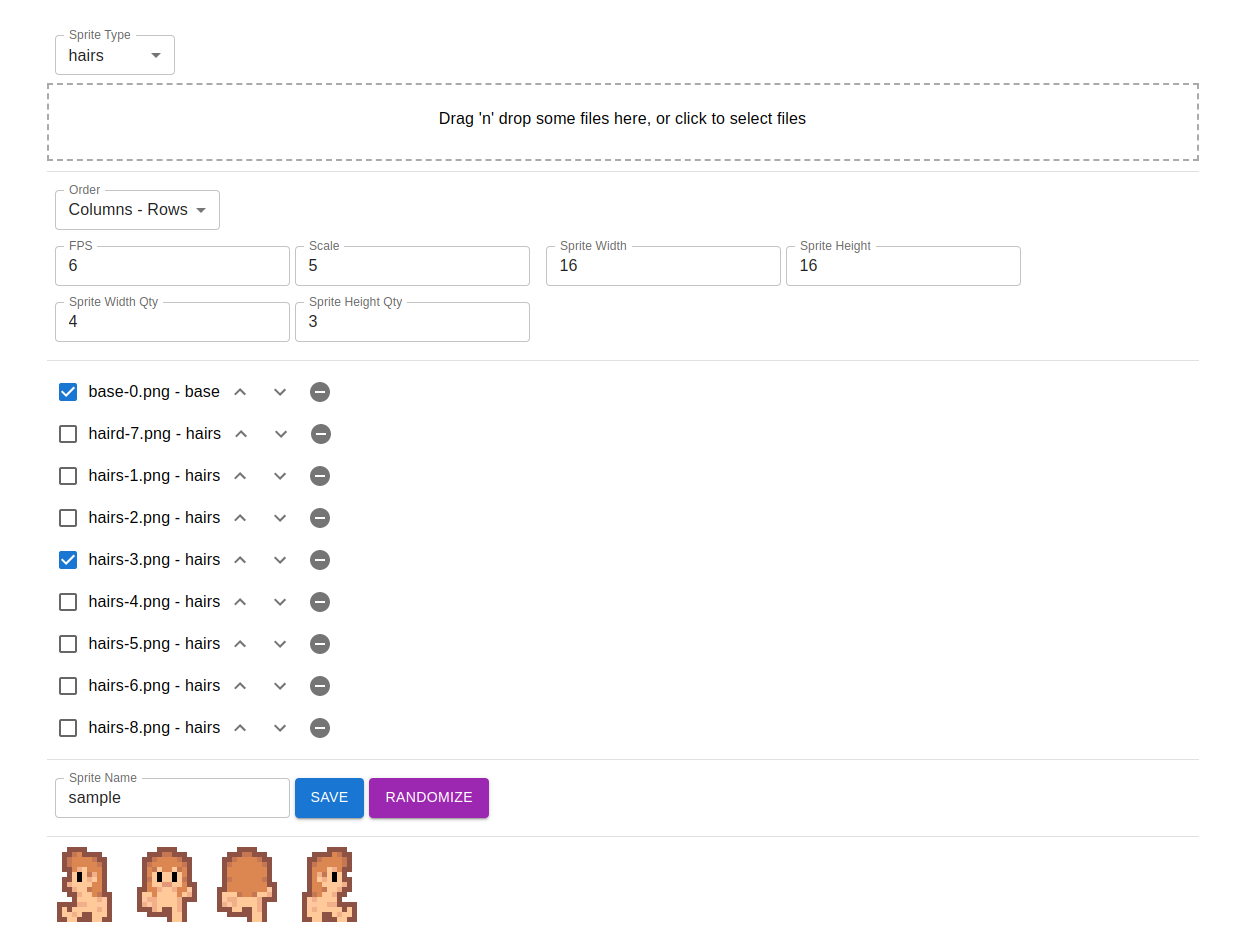 Sprite Type
hairs
Drag 'n' drop some files here, or click to select files
Order
Columns - Rows
FPS
6
Scale
5
Sprite Width
16
Sprite Height
16
Sprite Width Qty
4
Sprite Height Qty
3
base-0.png - base
haird-7.png - hairs
hairs-1.png - hairs
hairs-2.png - hairs
hairs-3.png - hairs
hairs-4.png - hairs
hairs-5.png - hairs
hairs-6.png - hairs
hairs-8.png - hairs
Sprite Name
sample
SAVE
RANDOMIZE